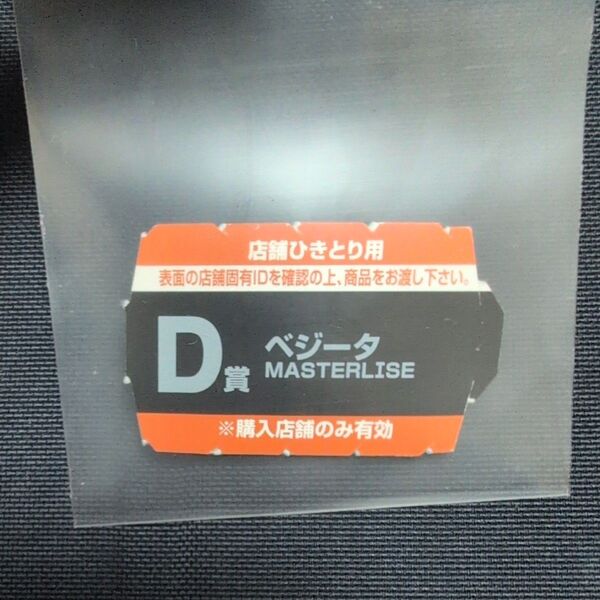 店舗ひきとり用
表面の店舗固有IDを確認の上、商品をお渡し下さい。
D賞 ベジータ
MASTERLISE
※購入店舗のみ有効